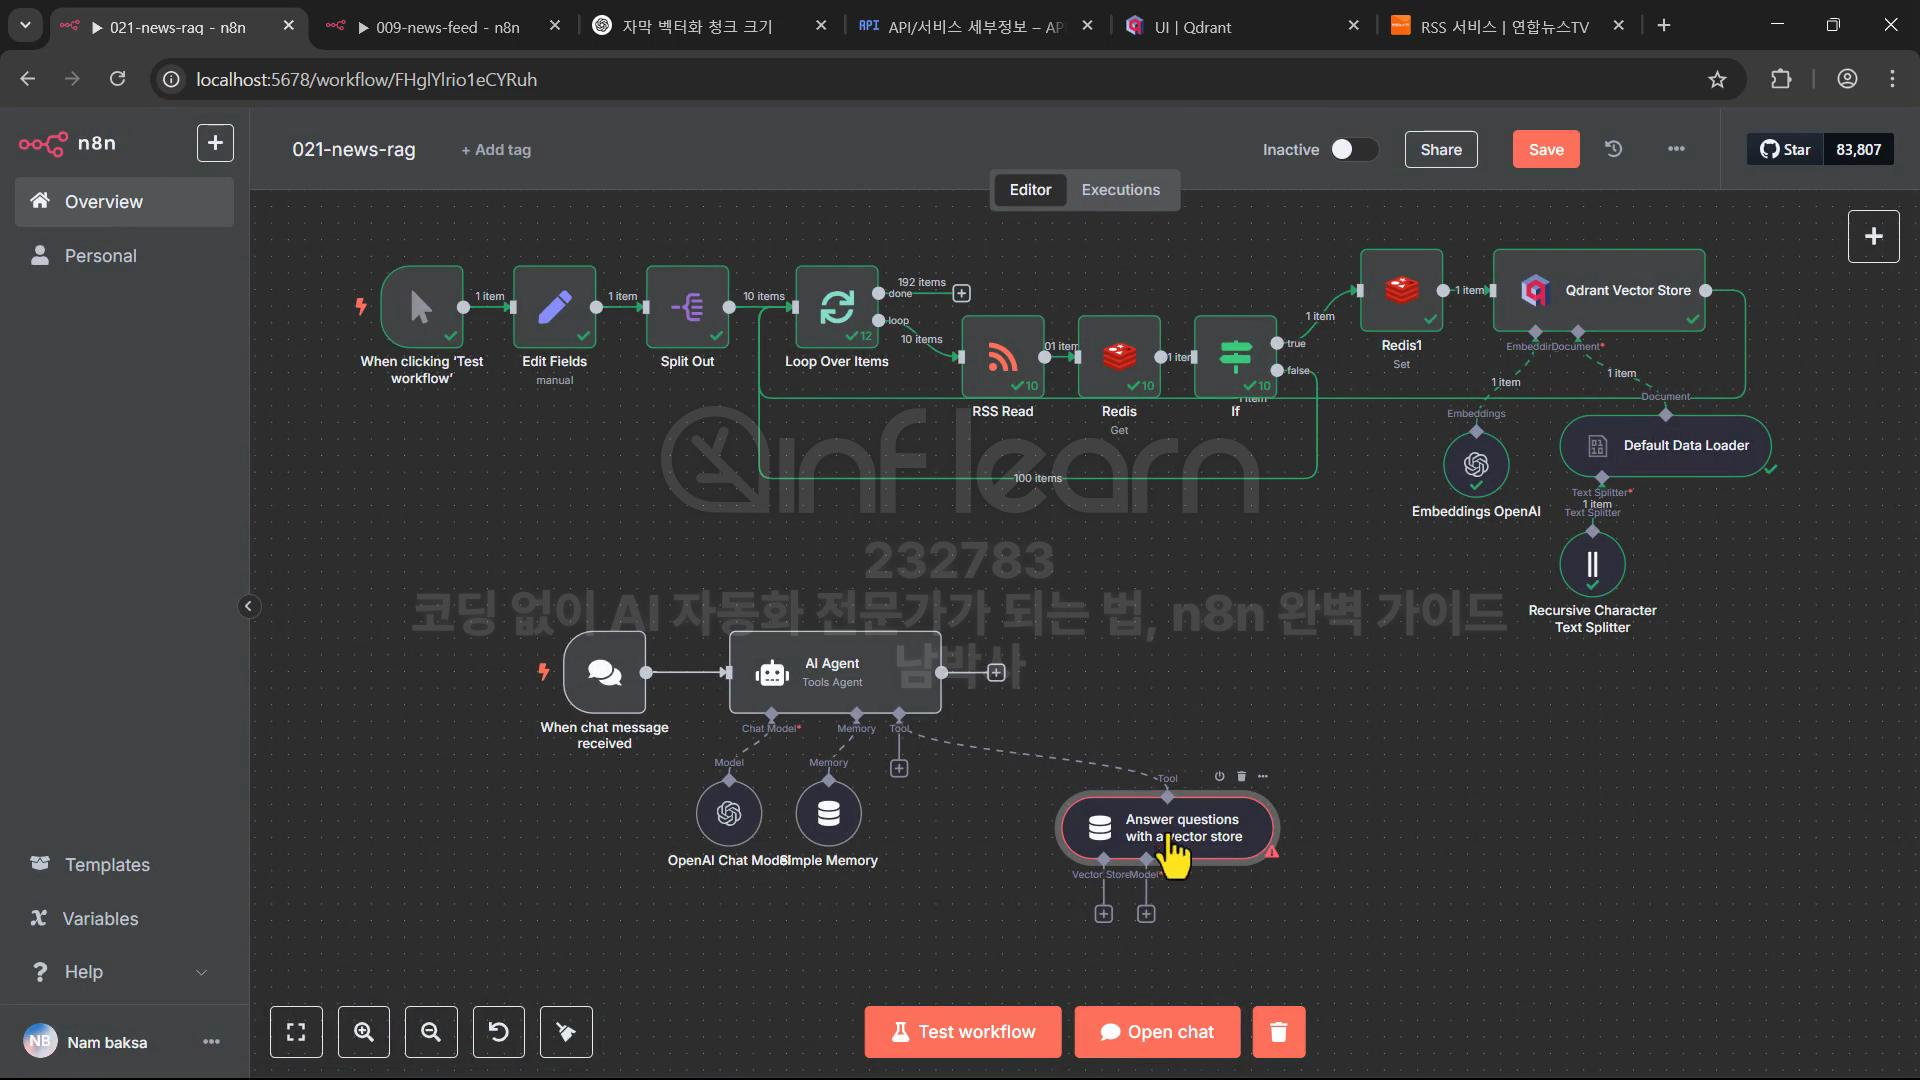 021-news-rag - n8n
009-news-feed - n8n
자막 벡터화 청크 크기
API
API/서비스 세부정보 – AP
UI | Qdrant
RSS 서비스 | 연합뉴스TV
localhost:5678/workflow/FHglYlrio1eCYRuh
n8n
021-news-rag
+ Add tag
Inactive
Share
Save
Star
83,807
Editor
Executions
Overview
Personal
1 item
1 item
10 items
192 items
done
loop
10 items
When clicking 'Test workflow'
Edit Fields
manual
Split Out
Loop Over Items
12
10
10
10
01 item
1 item
true
false
1 item
RSS Read
Redis
Get
If
1 item
Redis1
Set
1 item
Qdrant Vector Store
Embeddin
Document*
1 item
1 item
Embeddings
Document
Embeddings OpenAI
Default Data Loader
Text Splitter*
1 item
Text Splitter
Recursive Character
Text Splitter
100 items
inflearn
232783
코딩 없이 AI 자동화 전문가가 되는 법, n8n 완벽 가이드
남박사
When chat message
received
AI Agent
Tools Agent
Chat Model*
Memory
Tool
Model
Memory
OpenAI Chat Model
Simple Memory
Tool
Answer questions
with a vector store
Vector Store
Model*
Templates
Variables
Help
NB
Nam baksa
Test workflow
Open chat